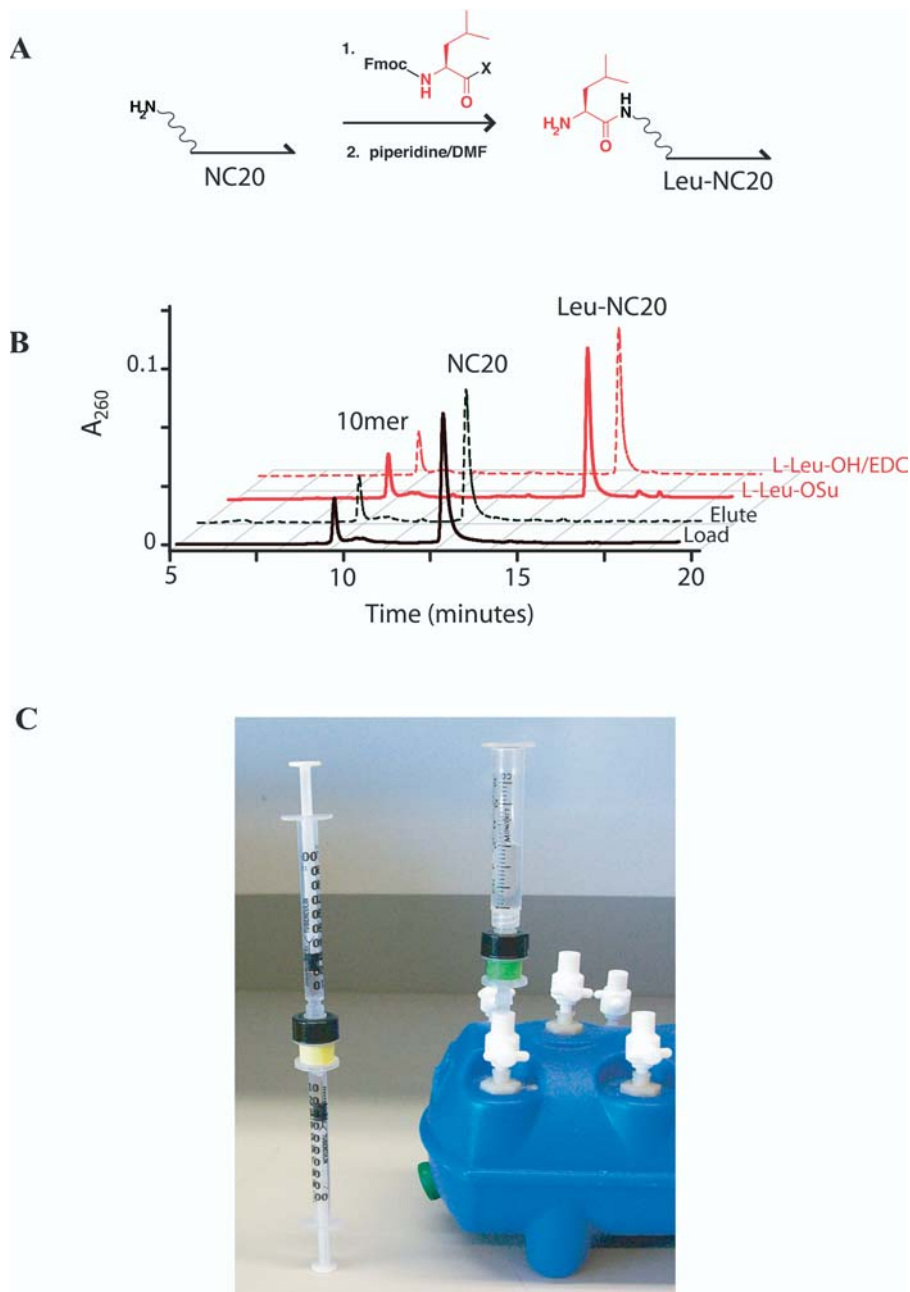 A
1.
Fmoc
N
H
X
O
H₂N
2. piperidine/DMF
NC20
H₂N
O
H
N
Leu-NC20
B
A₂₆₀
0.1
0
10mer
NC20
Leu-NC20
L-Leu-OH/EDC
L-Leu-OSu
Elute
Load
5
10
15
20
Time (minutes)
C